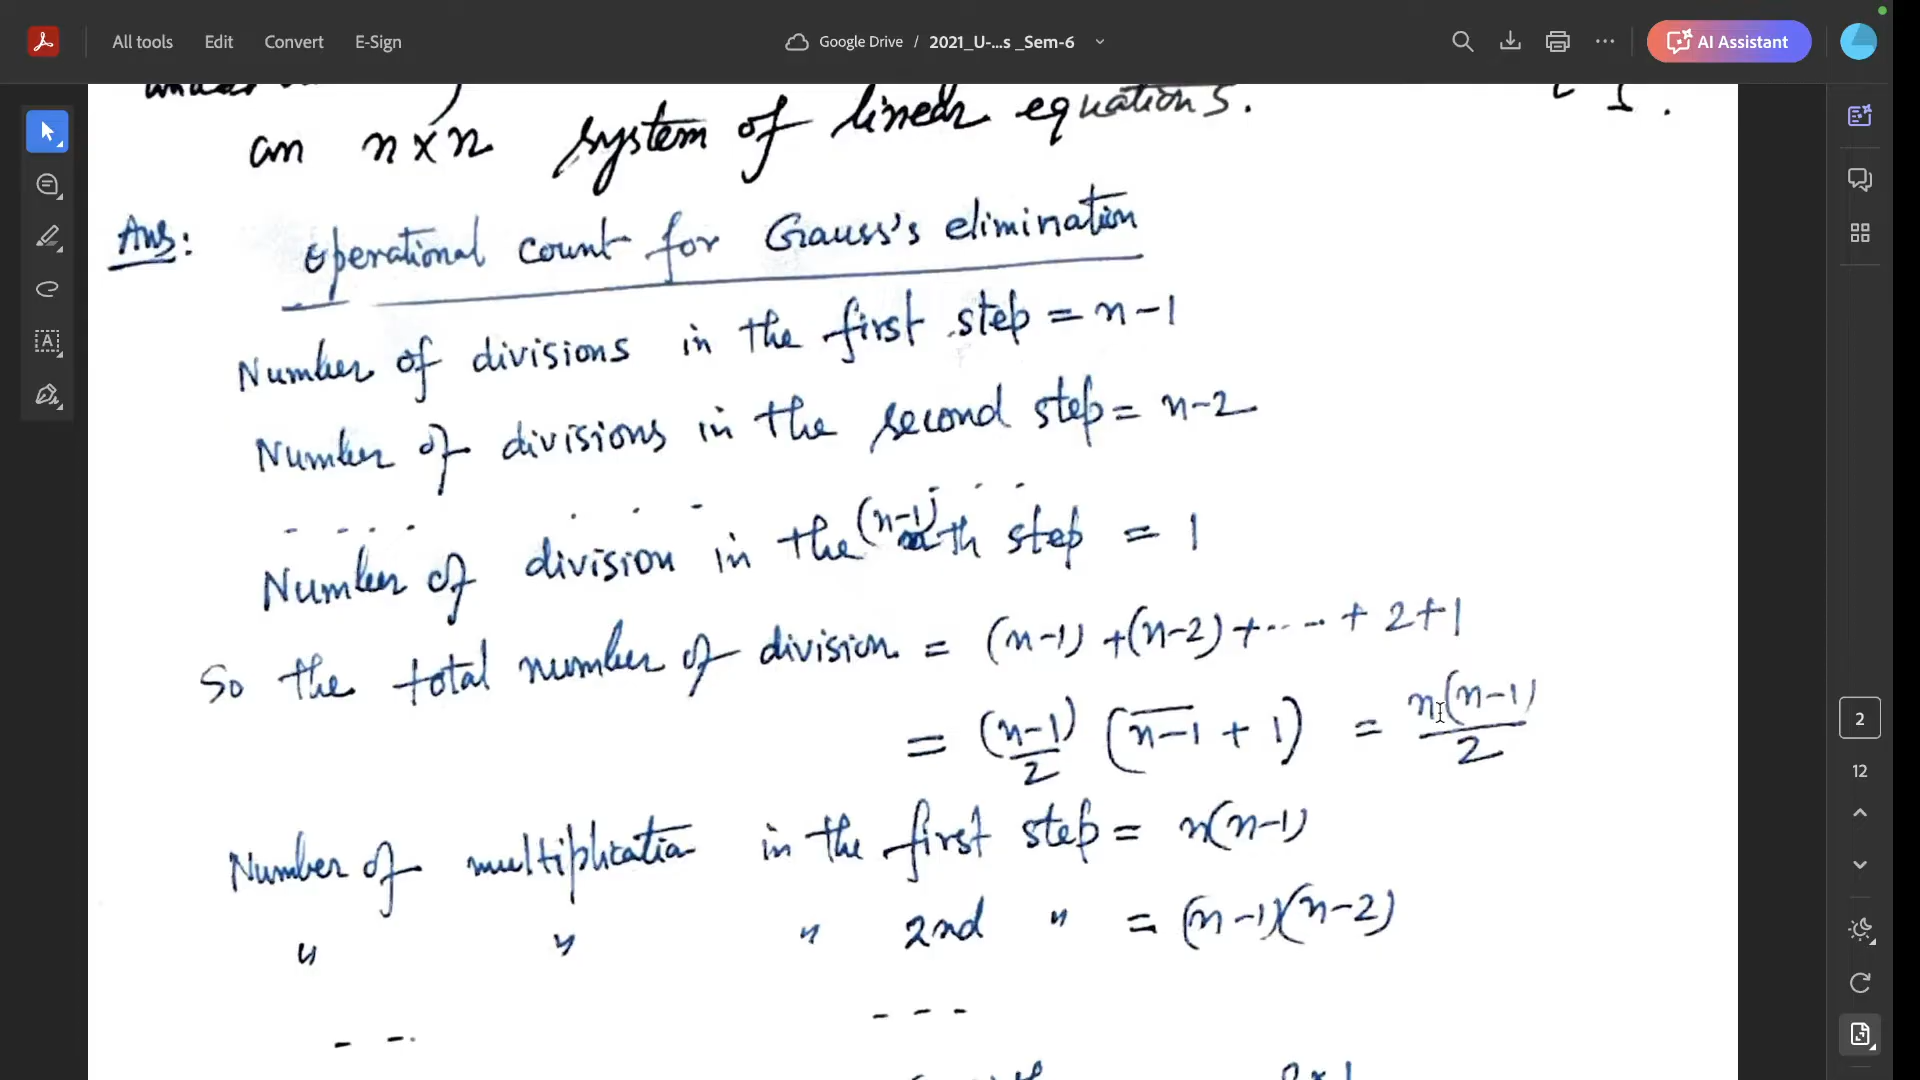 All tools Edit Convert E-Sign Google Drive / 2021_U-...s _Sem-6 AI Assistant
an n×n system of linear equations.
Ans: operational count for Gauss's elimination
Number of divisions in the first step = n-1
Number of divisions in the second step = n-2
- - - - - - - - - -
Number of division in the (n-1)th step = 1
So the total number of division = (n-1) + (n-2) + ---- + 2+1
= (n-1)/2 (n-1 + 1) = n(n-1)/2
Number of multiplication in the first step = n(n-1)
" " " 2nd " = (n-1)(n-2)
- - - - -
2
12